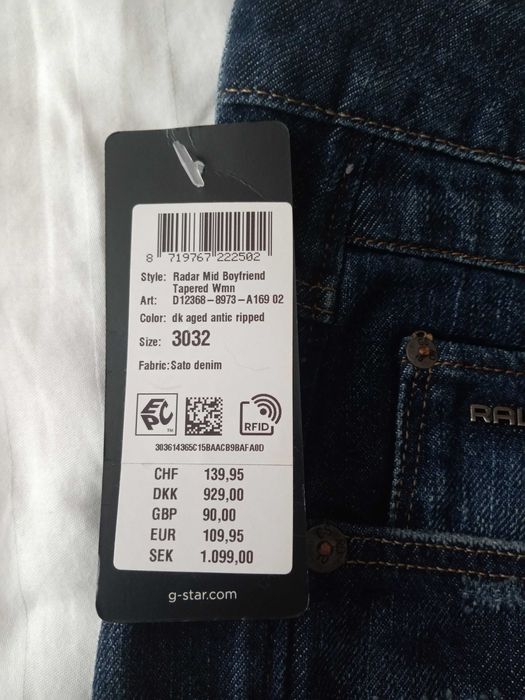 8 719767 222502
Style: Radar Mid Boyfriend
Tapered Wmn
Art: D12368-8973-A169 02
Color: dk aged antic ripped
Size: 3032
Fabric: Sato denim
EPC TM
RFID
303614365C15BAACB9BAFA0D
CHF 139,95
DKK 929,00
GBP 90,00
EUR 109,95
SEK 1.099,00
g-star.com